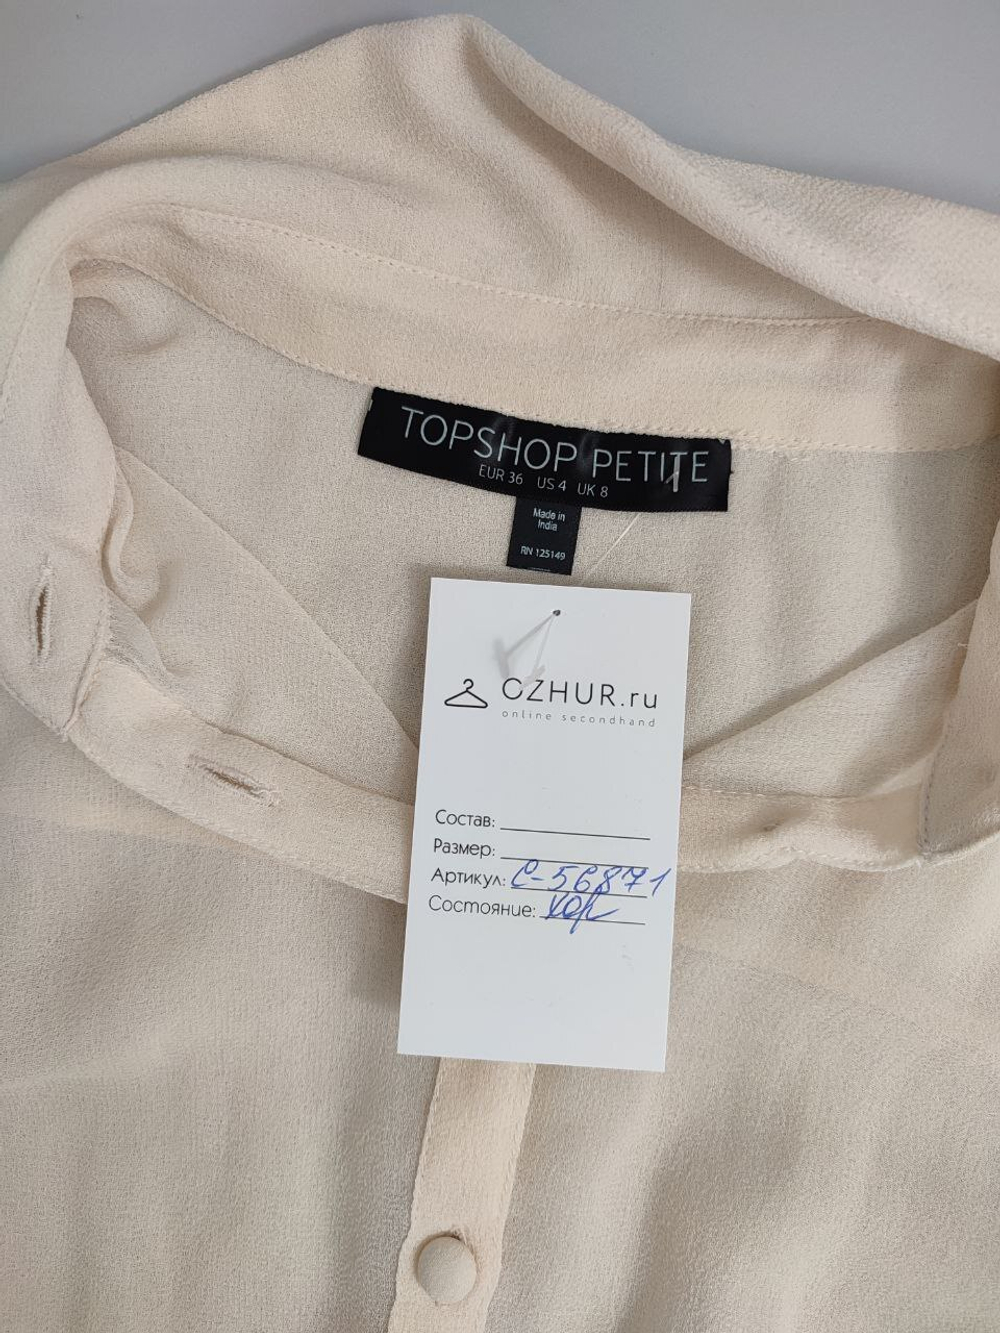 TOPSHOP PETITE
EUR 36 US 4 UK 8
Made in
India
RN 125149
OZHUR.ru
online secondhand
Состав:
Размер:
Артикул: С-56871
Состояние: хор